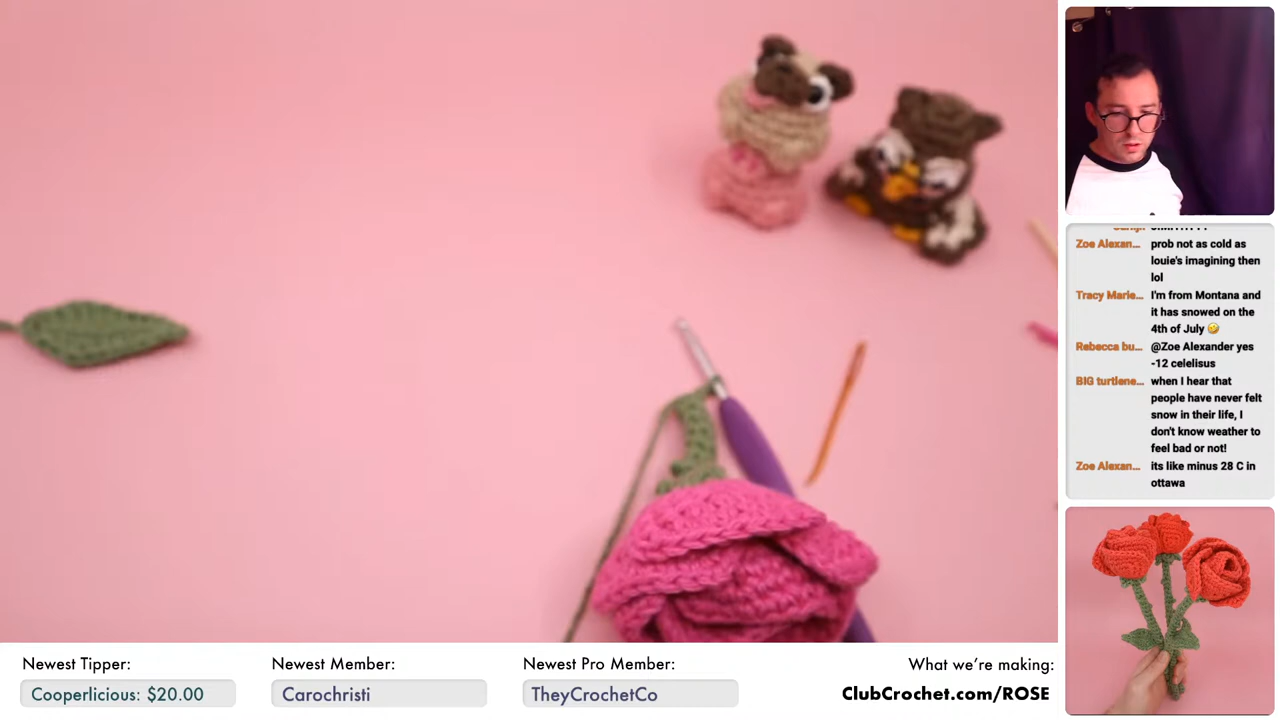 Zoe Alexan... prob not as cold as
louie's imagining then
lol
Tracy Marie... I'm from Montana and
it has snowed on the
4th of July 🤣
Rebecca bu... @Zoe Alexander yes
-12 celelisus
BIG turtlene... when I hear that
people have never felt
snow in their life, I
don't know weather to
feel bad or not!
Zoe Alexan... its like minus 28 C in
ottawa
Newest Tipper:
Cooperlicious: $20.00
Newest Member:
Carochristi
Newest Pro Member:
TheyCrochetCo
What we're making:
ClubCrochet.com/ROSE